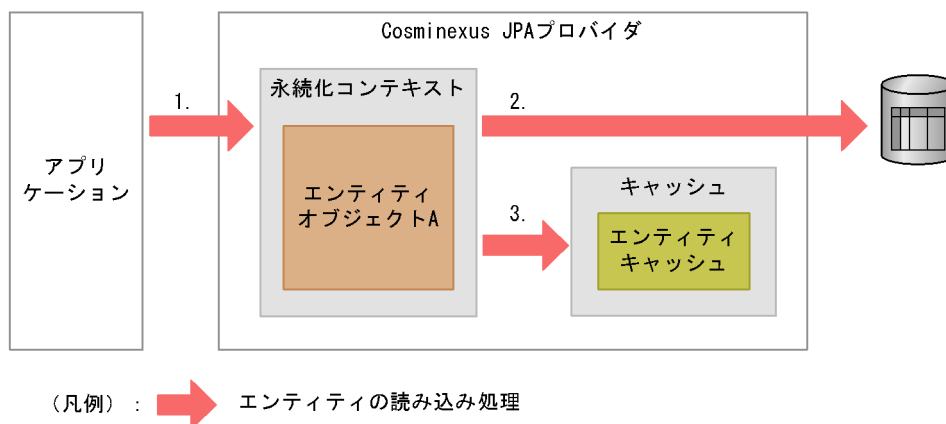 Cosminexus JPAプロバイダ
永続化コンテキスト
1.
2.
アプリ
ケーション
エンティティ
オブジェクトA
3.
キャッシュ
エンティティ
キャッシュ
（凡例）：
エンティティの読み込み処理